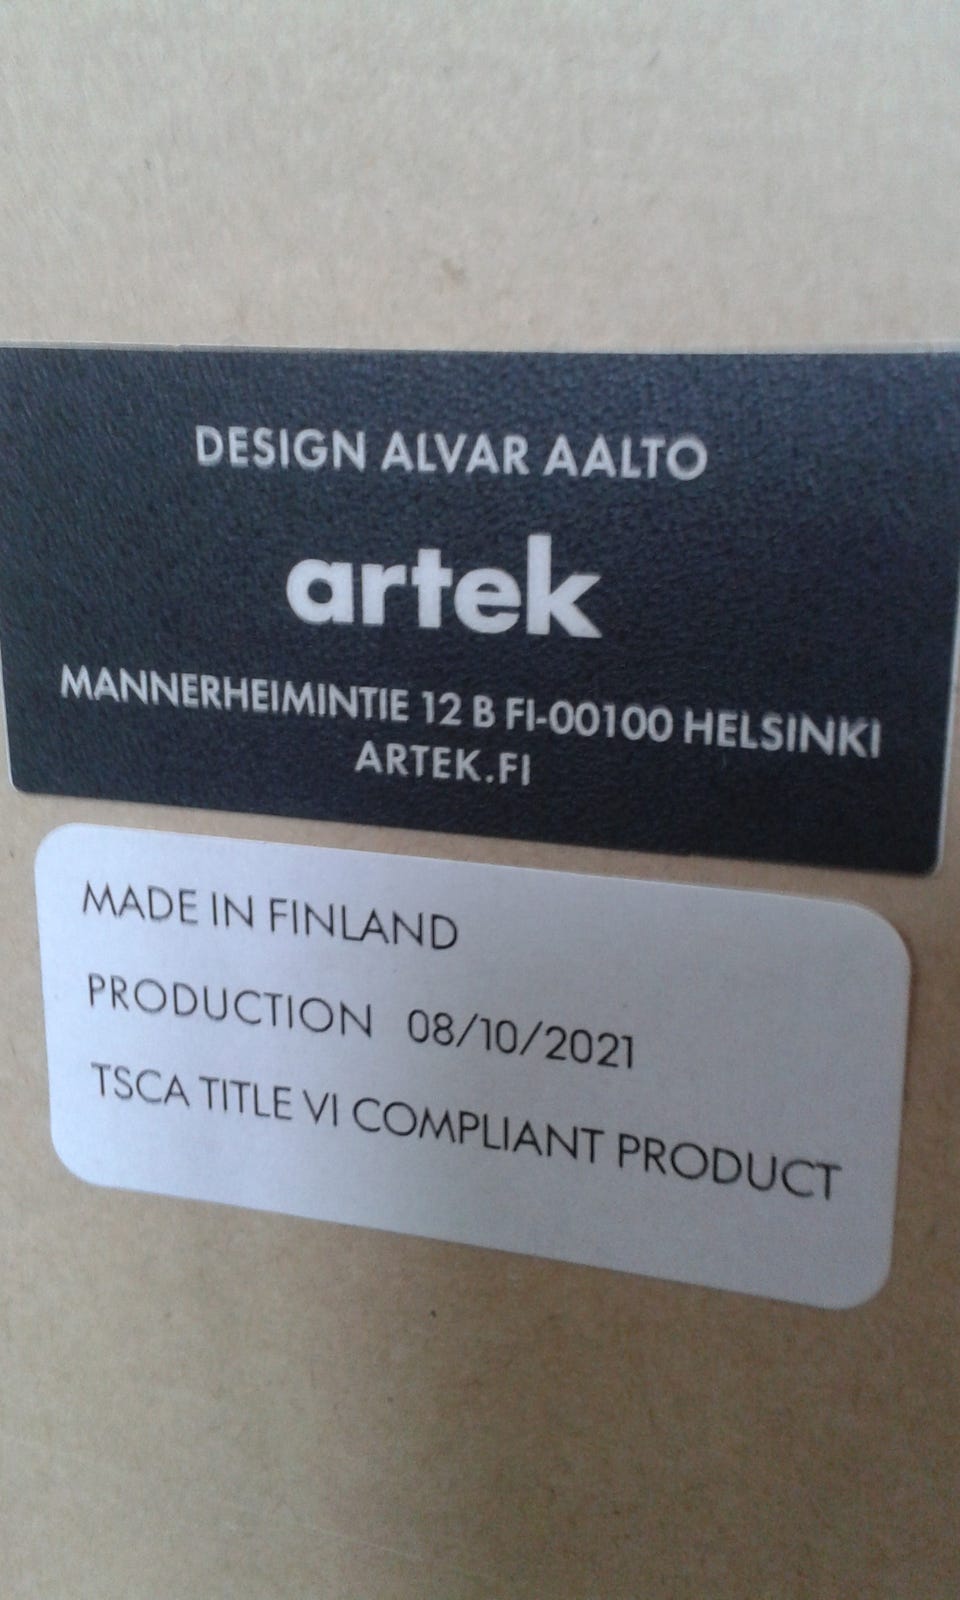 DESIGN ALVAR AALTO
artek
MANNERHEIMINTIE 12 B FI-00100 HELSINKI
ARTEK.FI
MADE IN FINLAND
PRODUCTION 08/10/2021
TSCA TITLE VI COMPLIANT PRODUCT